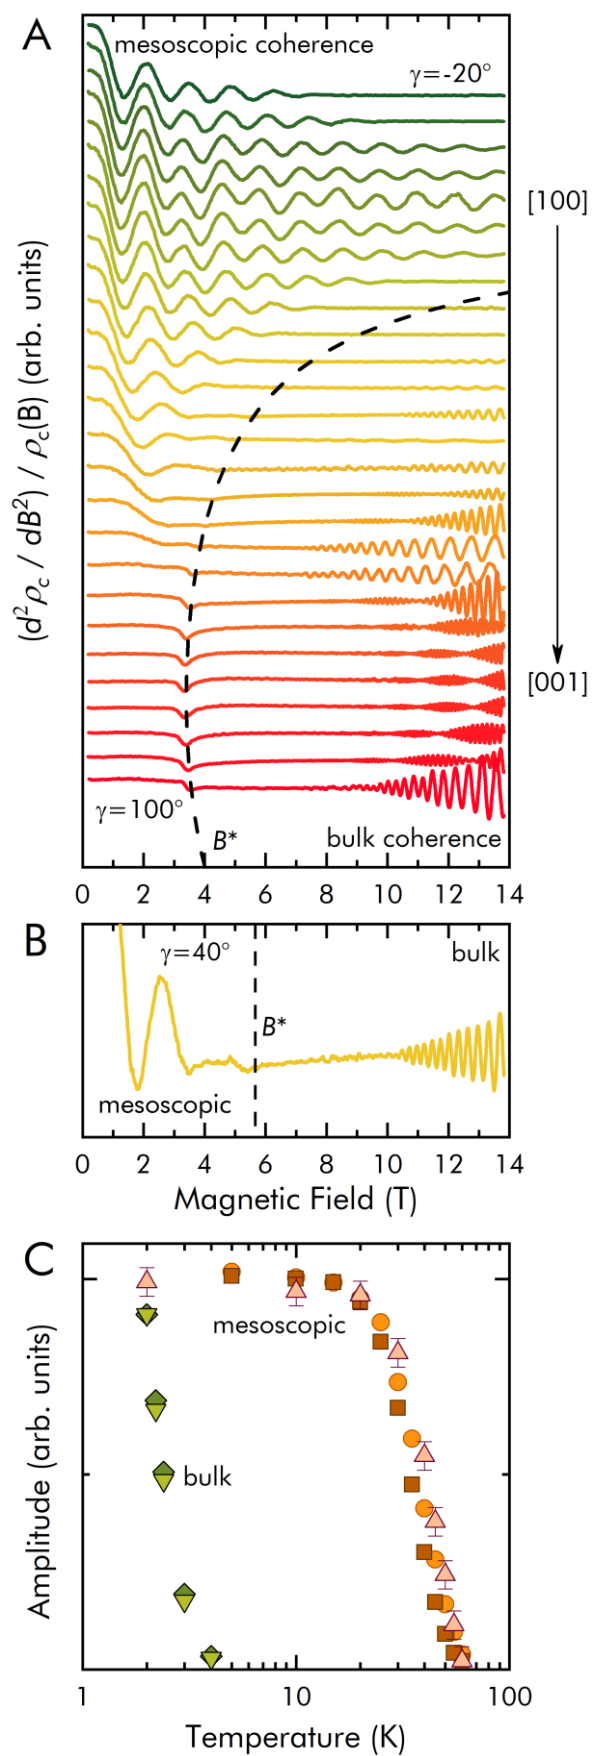 A
mesoscopic coherence
γ=-20°
[100]
[001]
(d²ρc / dB²) / ρc(B) (arb. units)
γ=100°
B*
bulk coherence
0 2 4 6 8 10 12 14
B
γ=40°
bulk
B*
mesoscopic
0 2 4 6 8 10 12 14
Magnetic Field (T)
C
mesoscopic
bulk
Amplitude (arb. units)
1 10 100
Temperature (K)